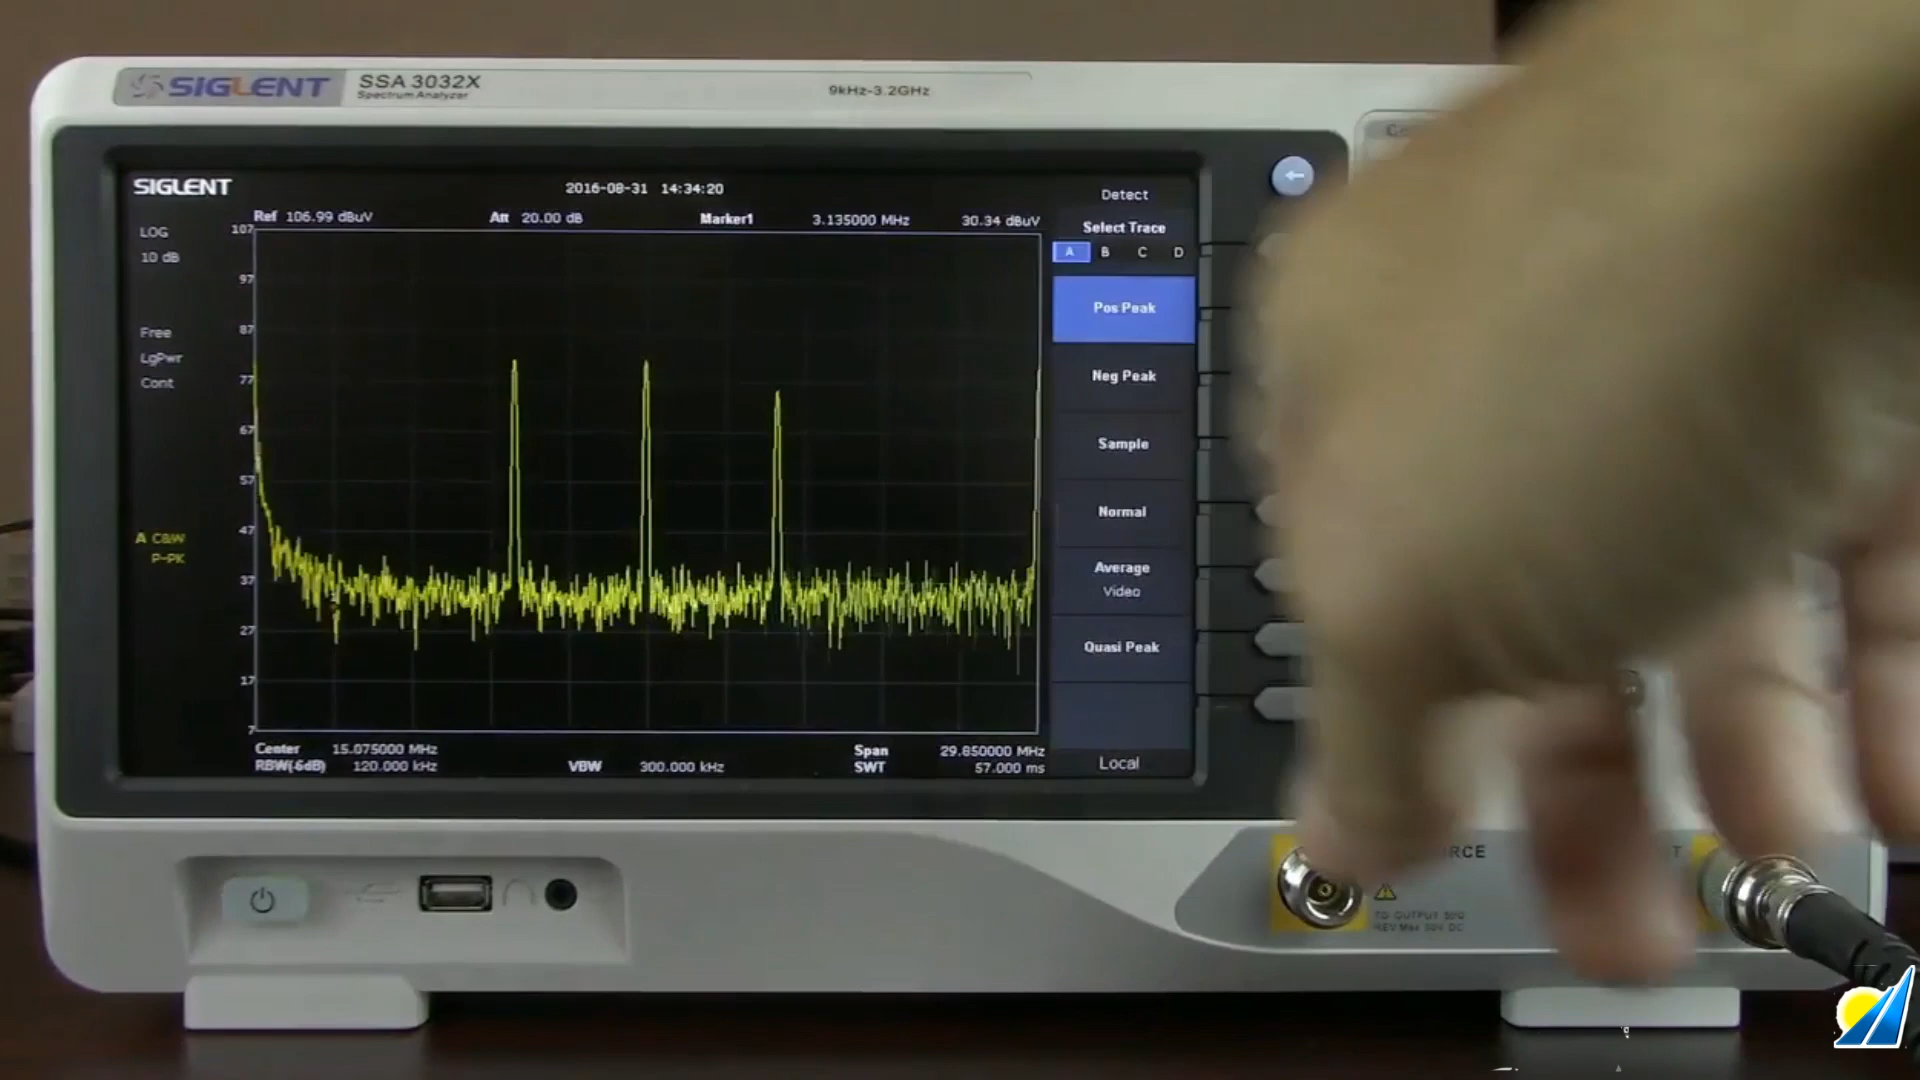 SIGLENT SSA 3032X
Spectrum Analyzer
9kHz-3.2GHz
SIGLENT
2016-08-31 14:34:20
Ref 106.99 dBuV Att 20.00 dB Marker1 3.135000 MHz 30.34 dBuV
LOG
10 dB
Free
LgPwr
Cont
A C&W
P-PK
107
97
87
77
67
57
47
37
27
17
7
Center 15.075000 MHz
Span 29.850000 MHz
RBW(-6dB) 120.000 kHz
VBW 300.000 kHz
SWT 57.000 ms
Detect
Select Trace
A B C D
Pos Peak
Neg Peak
Sample
Normal
Average
Video
Quasi Peak
Local
RCE
TG OUTPUT 50Ω
T